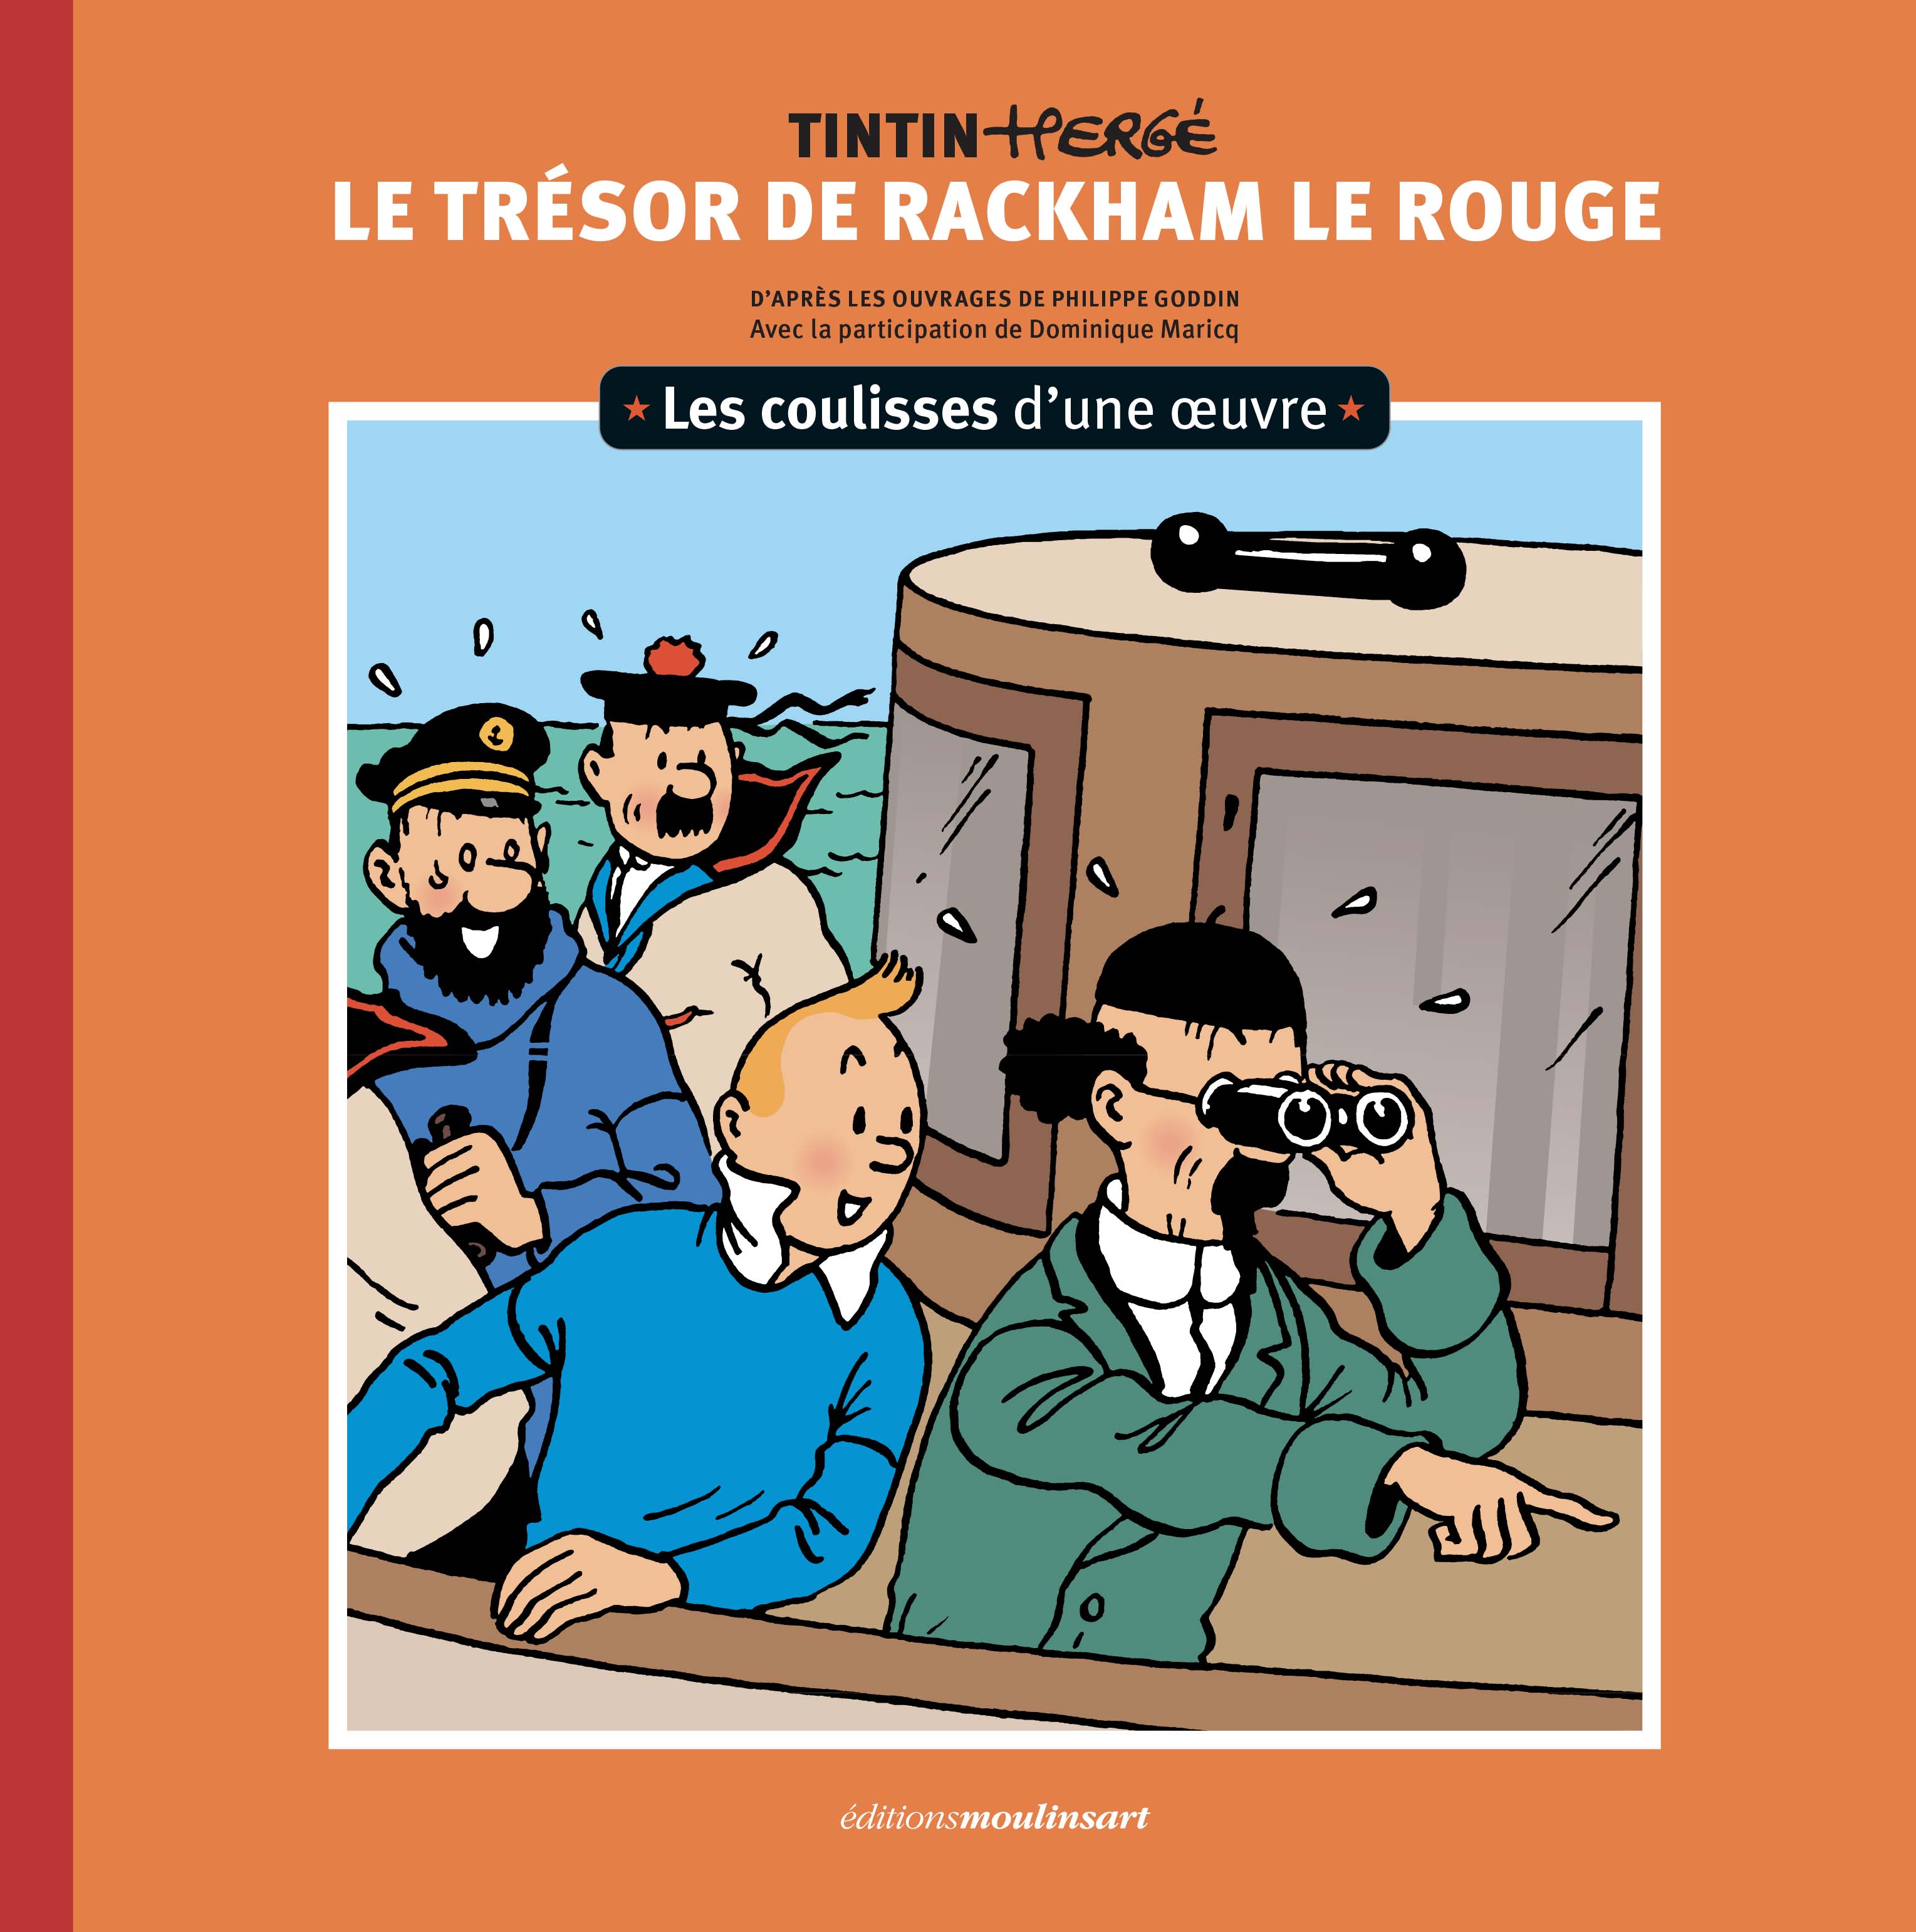 TINTIN HERGÉ
LE TRÉSOR DE RACKHAM LE ROUGE
D'APRÈS LES OUVRAGES DE PHILIPPE GODDIN
Avec la participation de Dominique Maricq
★ Les coulisses d'une œuvre ★
éditionsmoulinsart